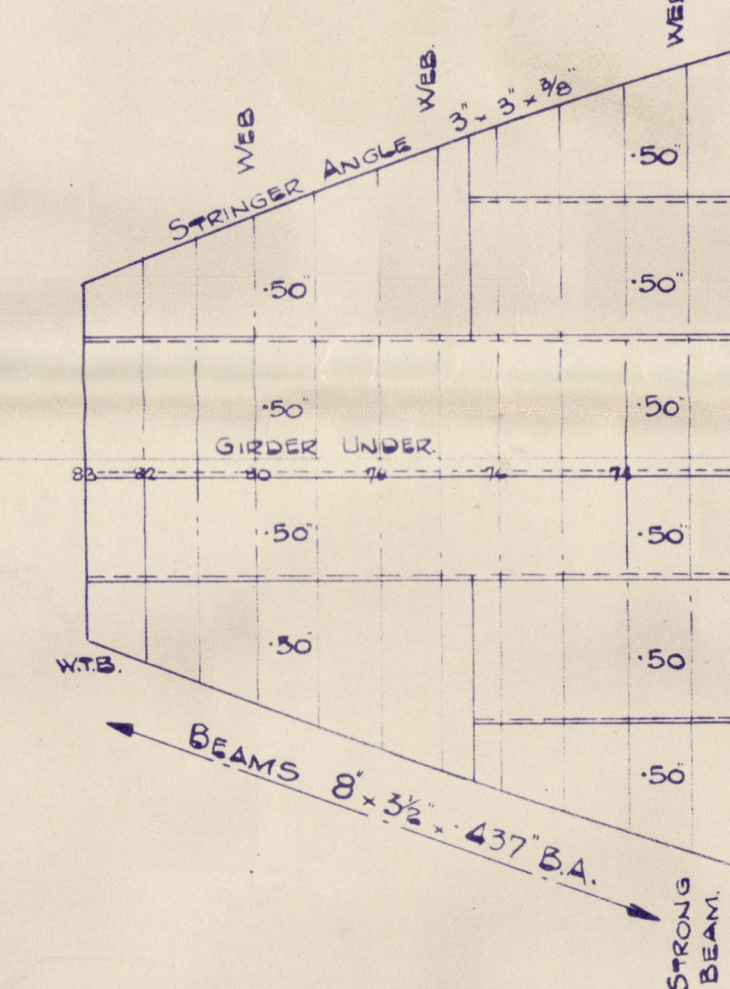 WEB
WEB.
WEB
STRINGER ANGLE 3" x 3" x 3/8"
·50"
·50"
·50"
·50"
·50"
GIRDER UNDER.
83 82 80 76 76 74
·50"
·50"
·50
·50
W.T.B.
·50"
BEAMS 8" x 3½" x ·437" B.A.
STRONG
BEAM.